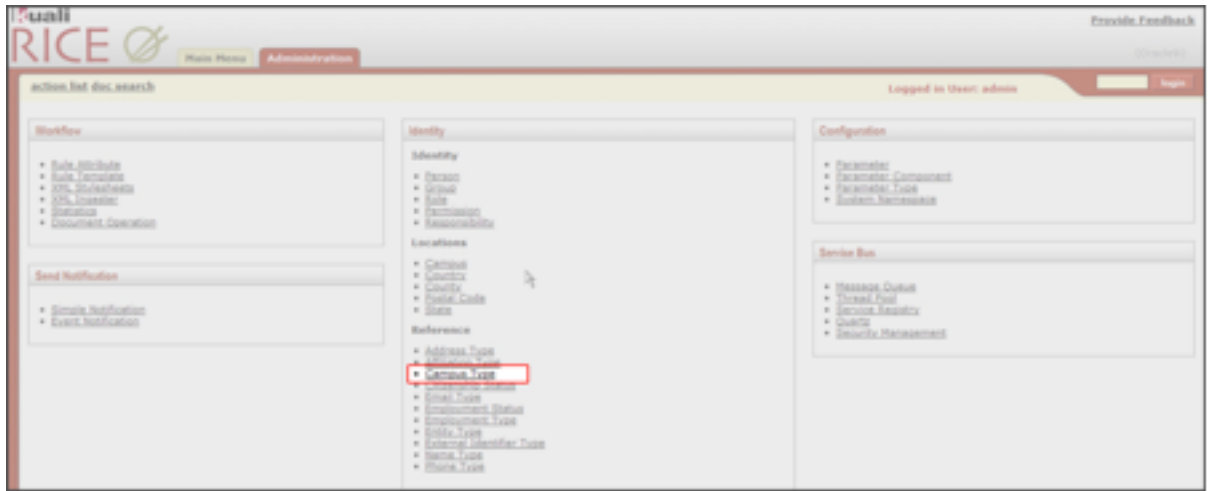 Kuali
RICE
Provide Feedback
Main Menu
Administration
action list doc search
Logged in User: admin
login
Workflow
Rule Attribute
Rule Template
XML Stylesheets
XML Ingester
Statistics
Document Operation
Send Notification
Simple Notification
Event Notification
Identity
Identity
Person
Group
Role
Permission
Responsibility
Locations
Campus
Country
County
Postal Code
State
Reference
Address Type
Affiliation Type
Campus Type
Citizenship Status
Email Type
Employment Status
Employment Type
Entity Type
External Identifier Type
Name Type
Phone Type
Configuration
Parameter
Parameter Component
Parameter Type
System Namespace
Service Bus
Message Queue
Thread Pool
Service Registry
Quartz
Security Management